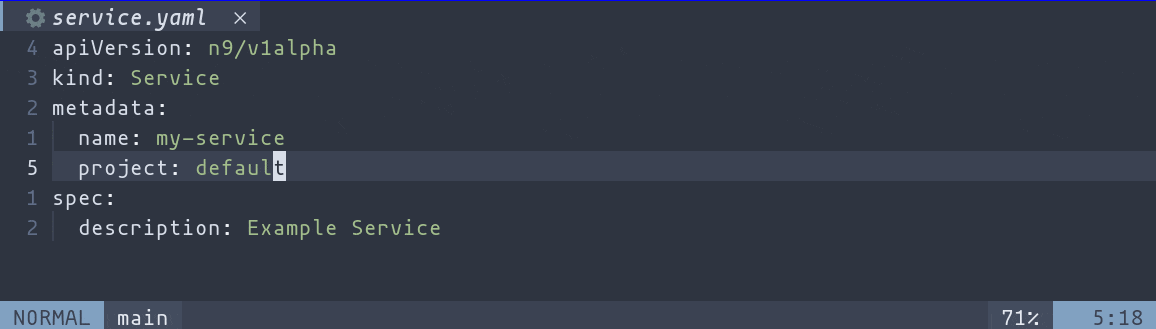 service.yaml ×
4 apiVersion: n9/v1alpha
3 kind: Service
2 metadata:
1   name: my-service
5   project: default
1 spec:
2   description: Example Service
NORMAL main 71% 5:18